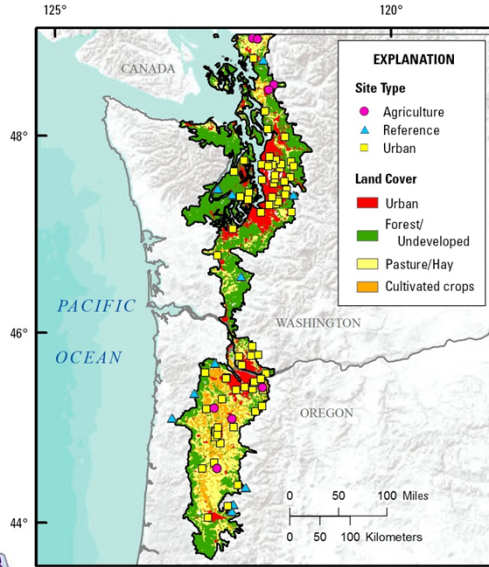 125°
120°
CANADA
EXPLANATION
Site Type
Agriculture
Reference
Urban
48°
Land Cover
Urban
Forest/
Undeveloped
Pasture/Hay
Cultivated crops
PACIFIC
OCEAN
46°
WASHINGTON
OREGON
0 50 100 Miles
0 50 100 Kilometers
44°